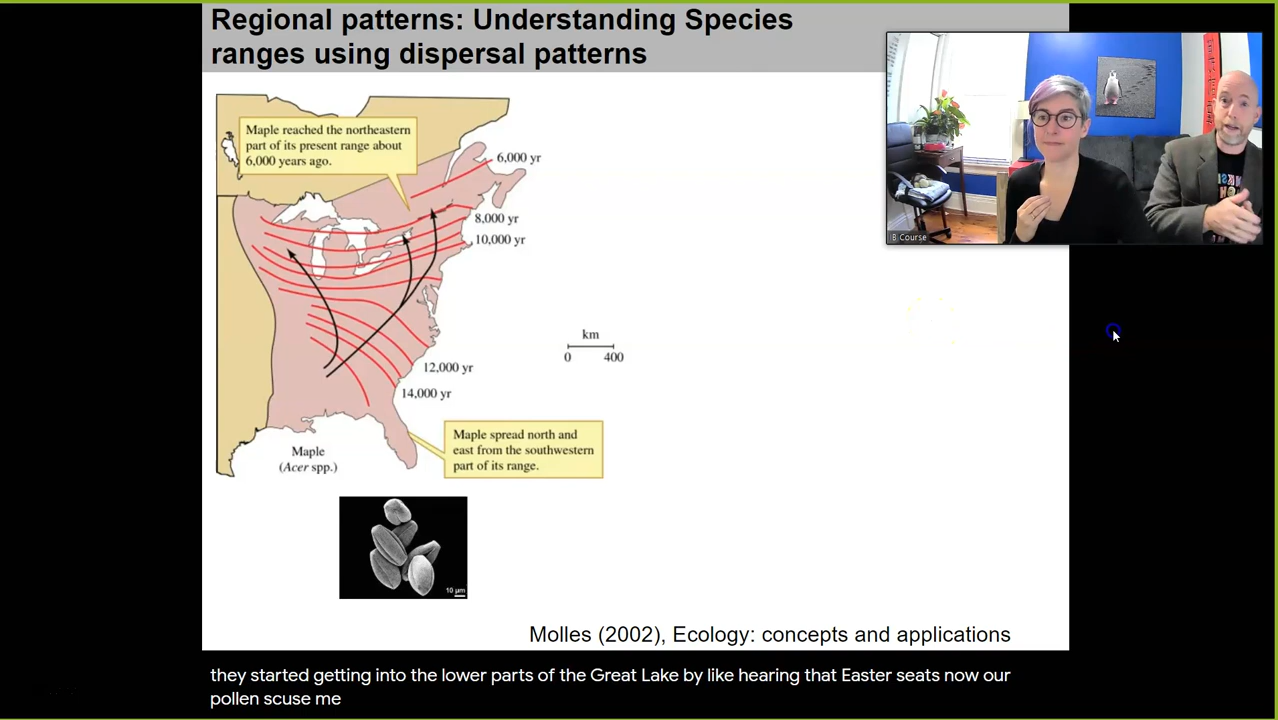 Regional patterns: Understanding Species
ranges using dispersal patterns
Maple reached the northeastern
part of its present range about
6,000 years ago.
6,000 yr
8,000 yr
10,000 yr
km
0 400
12,000 yr
14,000 yr
Maple spread north and
east from the southwestern
part of its range.
Maple
(Acer spp.)
10 µm
Molles (2002), Ecology: concepts and applications
B Course
they started getting into the lower parts of the Great Lake by like hearing that Easter seats now our
pollen scuse me